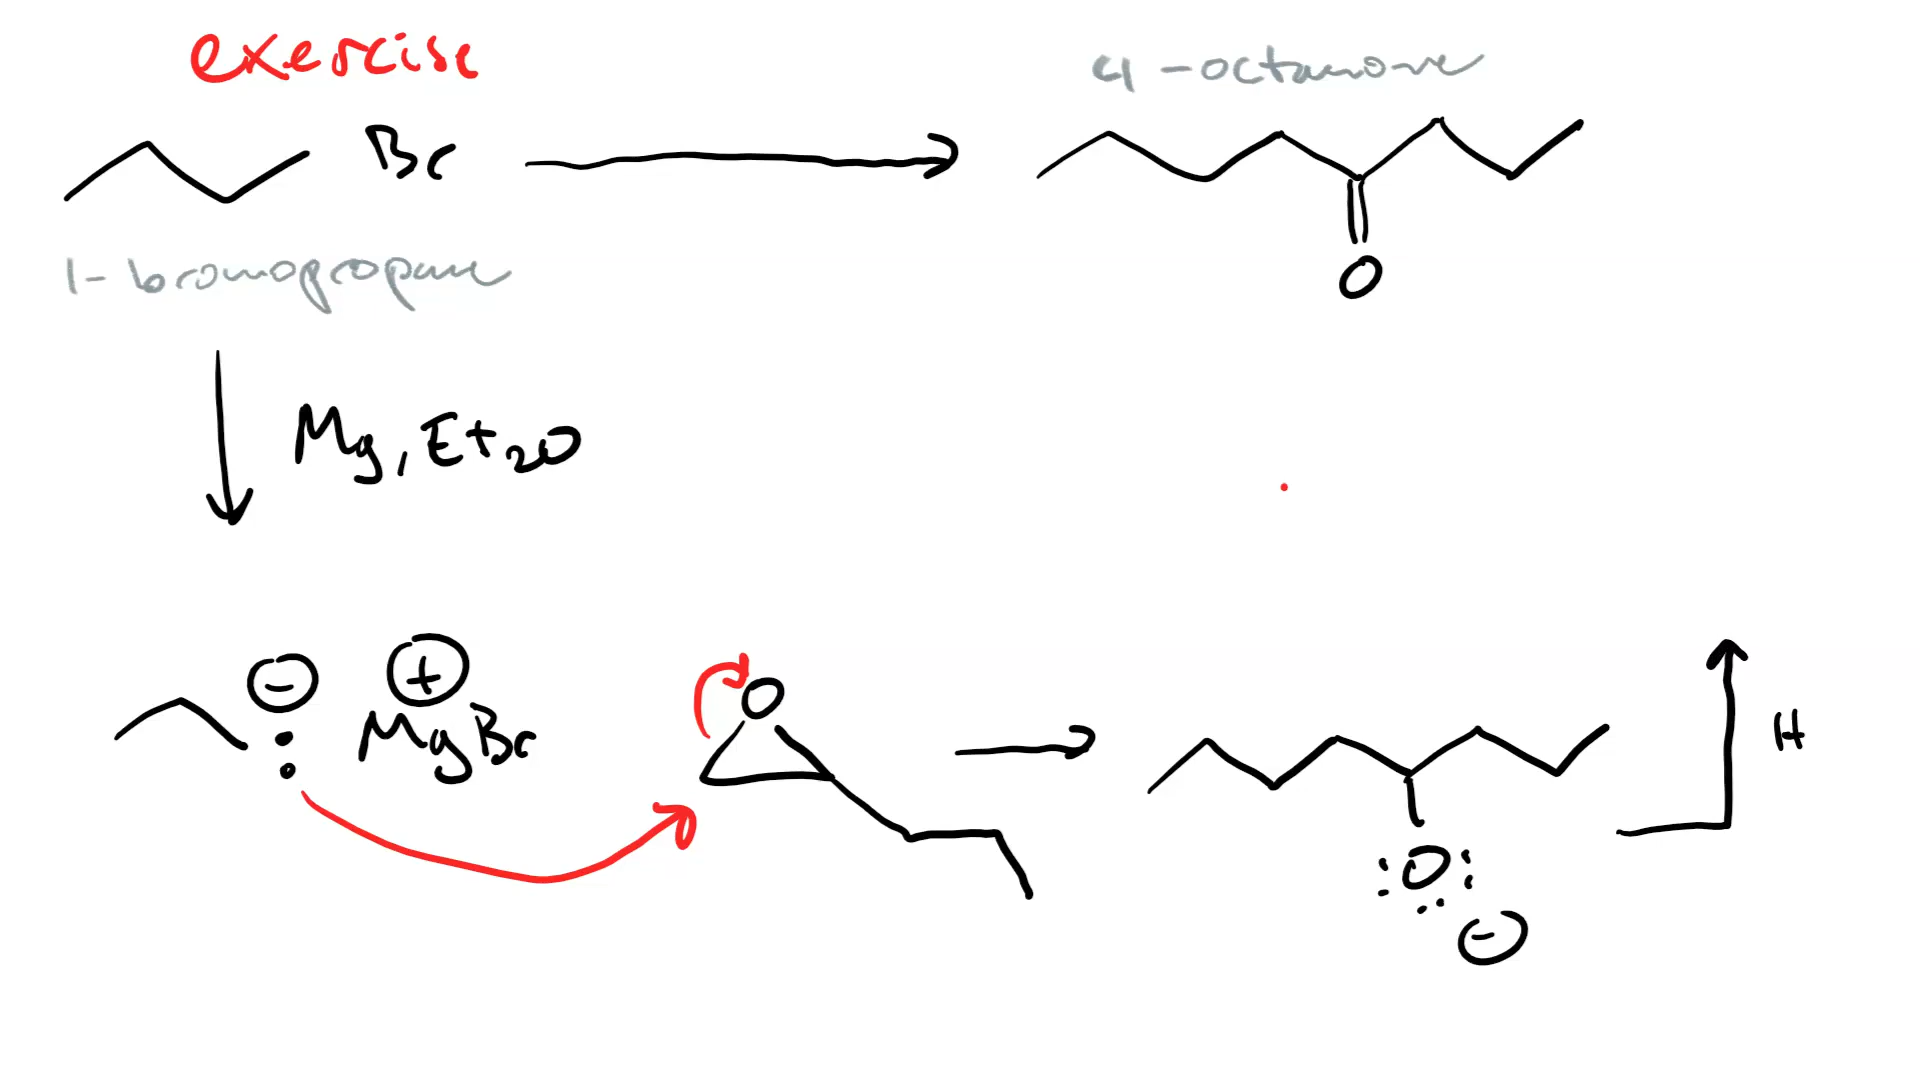 exercise
4-octanone
Br
O
1-bromopropane
Mg, Et2O
⊖ ⊕
MgBr
O
H
:O:
⊖